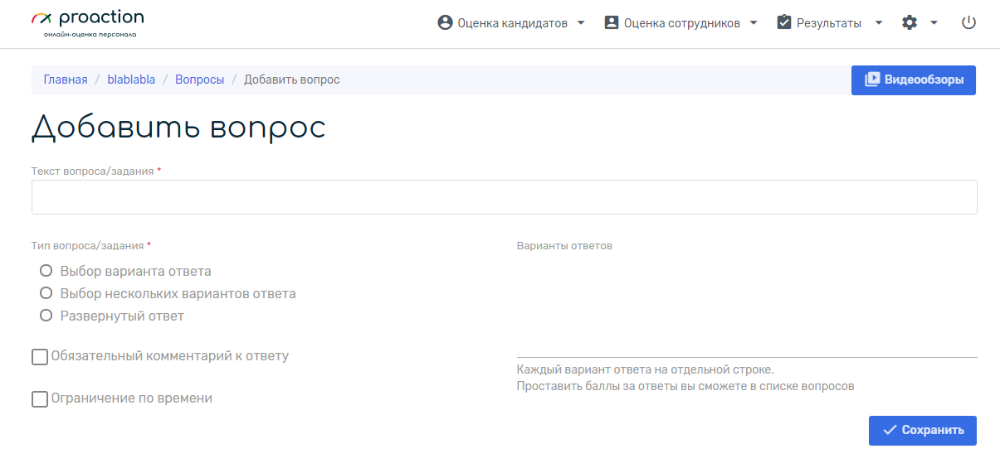 proaction
онлайн-оценка персонала
Оценка кандидатов
Оценка сотрудников
Результаты
Главная / blablabla / Вопросы / Добавить вопрос
Видеообзоры
Добавить вопрос
Текст вопроса/задания *
Тип вопроса/задания *
Выбор варианта ответа
Выбор нескольких вариантов ответа
Развернутый ответ
Обязательный комментарий к ответу
Ограничение по времени
Варианты ответов
Каждый вариант ответа на отдельной строке.
Проставить баллы за ответы вы сможете в списке вопросов
Сохранить